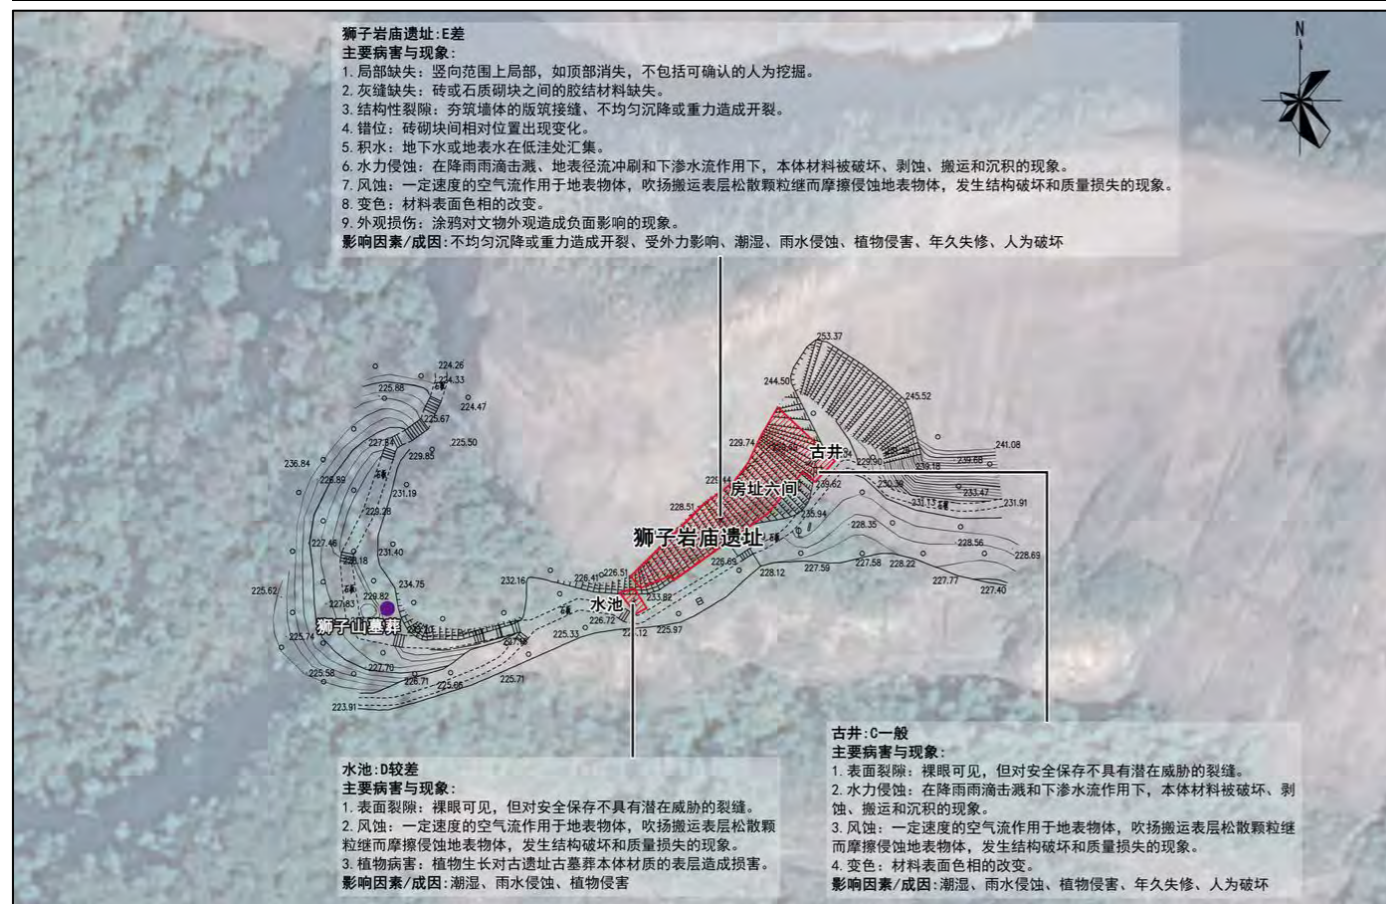 狮子岩庙遗址:E差
主要病害与现象:
1.局部缺失：竖向范围上局部，如顶部消失，不包括可确认的人为挖掘。
2.灰缝缺失：砖或石质砌块之间的胶结材料缺失。
3.结构性裂隙：夯筑墙体的版筑接缝、不均匀沉降或重力造成开裂。
4.错位：砖砌块间相对位置出现变化。
5.积水：地下水或地表水在低洼处汇集。
6.水力侵蚀：在降雨雨滴击溅、地表径流冲刷和下渗水流作用下，本体材料被破坏、剥蚀、搬运和沉积的现象。
7.风蚀：一定速度的空气流作用于地表物体，吹扬搬运表层松散颗粒继而摩擦侵蚀地表物体，发生结构破坏和质量损失的现象。
8.变色：材料表面色相的改变。
9.外观损伤：涂鸦对文物外观造成负面影响的现象。
影响因素/成因:不均匀沉降或重力造成开裂、受外力影响、潮湿、雨水侵蚀、植物侵害、年久失修、人为破坏
N
253.37
224.26
224.33
244.50
225.88
245.52
224.47
225.67
227.84
225.50
229.74
241.08
古井
229.85
239.68
236.84
229.90
239.18
226.89
239.62
房址六间
231.19
230.38
233.47
231.13
231.91
228.51
229.28
235.94
228.35
狮子岩庙遗址
227.46
228.56
231.40
228.69
228.18
226.69
228.12
227.59
227.58
228.22
226.41
226.51
232.16
227.77
227.40
234.75
225.62
229.82
233.82
227.83
水池
狮子山墓葬
226.72
225.74
225.33
225.97
227.70
225.58
226.71
225.66
225.71
223.91
水池:D较差
主要病害与现象:
1.表面裂隙：裸眼可见，但对安全保存不具有潜在威胁的裂缝。
2.风蚀：一定速度的空气流作用于地表物体，吹扬搬运表层松散颗
粒继而摩擦侵蚀地表物体，发生结构破坏和质量损失的现象。
3.植物病害：植物生长对古遗址古墓葬本体材质的表层造成损害。
影响因素/成因:潮湿、雨水侵蚀、植物侵害
古井:C一般
主要病害与现象:
1.表面裂隙：裸眼可见，但对安全保存不具有潜在威胁的裂缝。
2.水力侵蚀：在降雨雨滴击溅和下渗水流作用下，本体材料被破坏、剥
蚀、搬运和沉积的现象。
3.风蚀：一定速度的空气流作用于地表物体，吹扬搬运表层松散颗粒继
而摩擦侵蚀地表物体，发生结构破坏和质量损失的现象。
4.变色：材料表面色相的改变。
影响因素/成因:潮湿、雨水侵蚀、植物侵害、年久失修、人为破坏